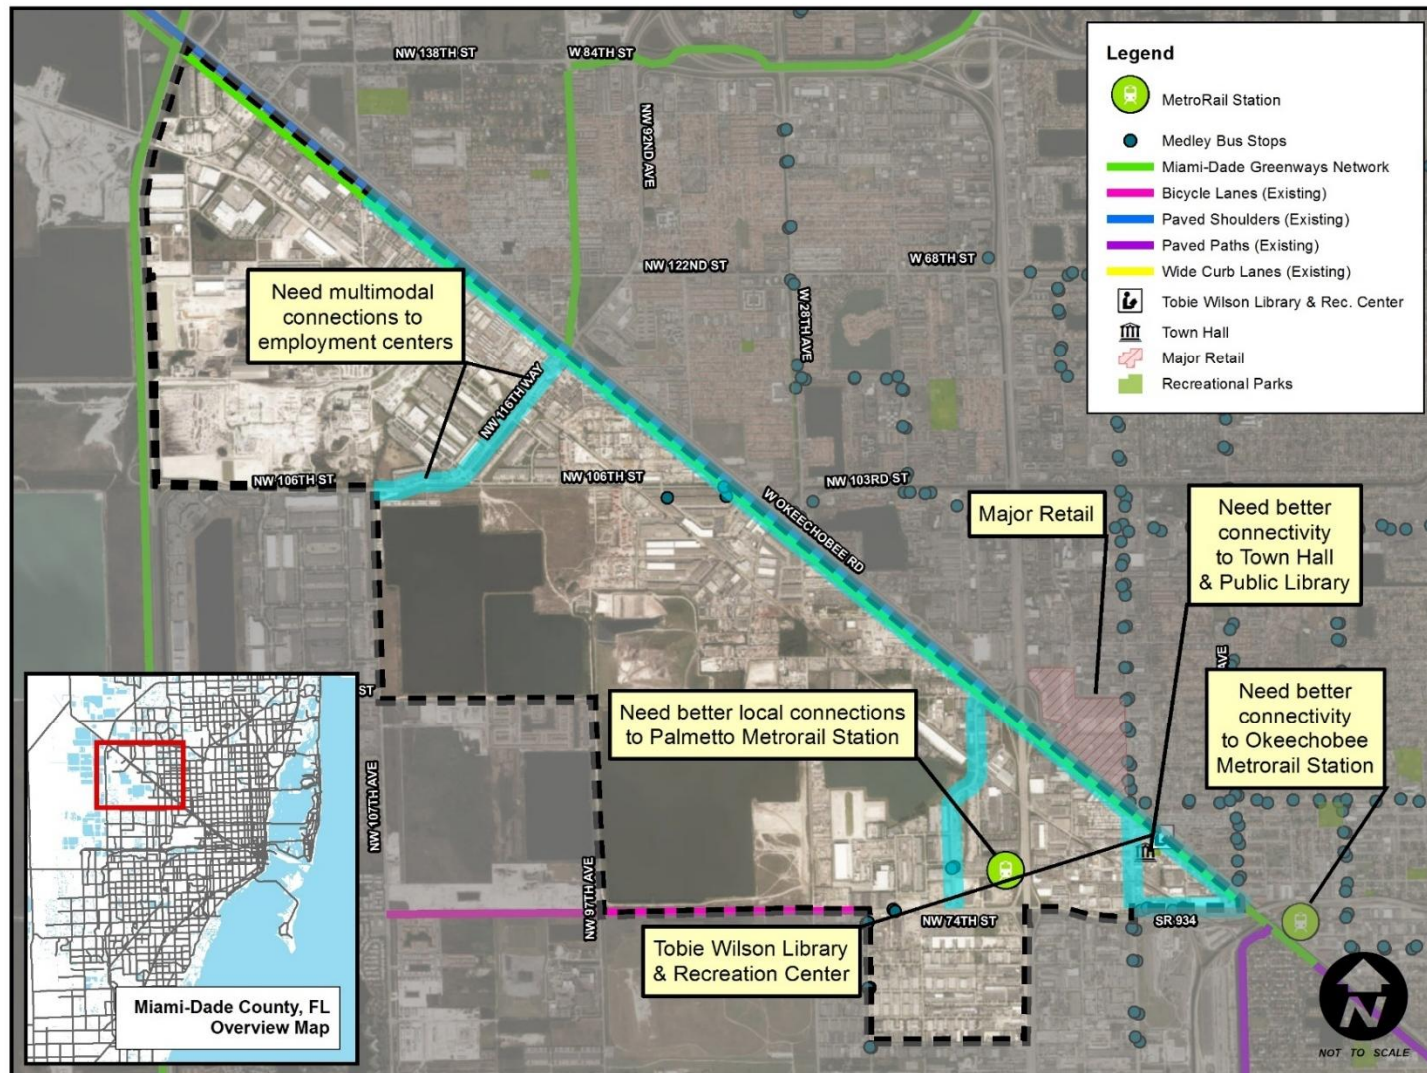 NW 138TH ST
W 84TH ST
NW 92ND AVE
NW 122ND ST
W 68TH ST
W 28TH AVE
Legend
MetroRail Station
Medley Bus Stops
Miami-Dade Greenways Network
Bicycle Lanes (Existing)
Paved Shoulders (Existing)
Paved Paths (Existing)
Wide Curb Lanes (Existing)
Tobie Wilson Library & Rec. Center
Town Hall
Major Retail
Recreational Parks
Need multimodal
connections to
employment centers
NW 116TH WAY
NW 106TH ST
NW 106TH ST
NW 103RD ST
W OKEECHOBEE RD
Major Retail
Need better
connectivity
to Town Hall
& Public Library
AVE
Need better
connectivity
to Okeechobee
Metrorail Station
ST
Need better local connections
to Palmetto Metrorail Station
NW 107TH AVE
NW 97TH AVE
NW 74TH ST
SR 934
Tobie Wilson Library
& Recreation Center
Miami-Dade County, FL
Overview Map
N
NOT TO SCALE